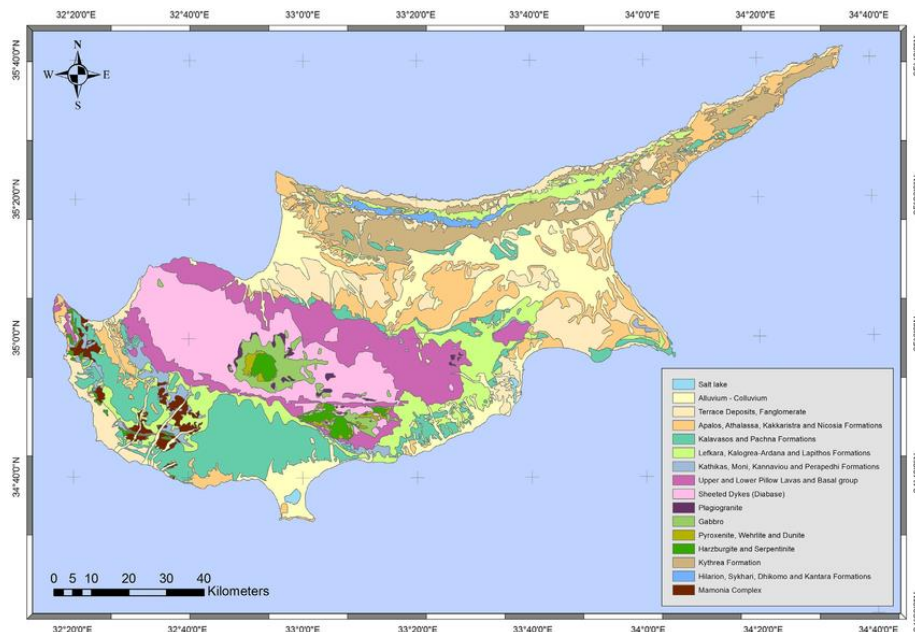 32°20'0"E 32°40'0"E 33°0'0"E 33°20'0"E 33°40'0"E 34°0'0"E 34°20'0"E 34°40'0"E
N
W E
S
35°40'0"N
35°20'0"N
35°0'0"N
34°40'0"N
Salt lake
Alluvium - Colluvium
Terrace Deposits, Fanglomerate
Apalos, Athalassa, Kakkaristra and Nicosia Formations
Kalavasos and Pachna Formations
Lefkara, Kalogrea-Ardana and Lapithos Formations
Kathikas, Moni, Kannaviou and Perapedhi Formations
Upper and Lower Pillow Lavas and Basal group
Sheeted Dykes (Diabase)
Plagiogranite
Gabbro
Pyroxenite, Wehrlite and Dunite
Harzburgite and Serpentinite
Kythrea Formation
Hilarion, Sykhari, Dhikomo and Kantara Formations
Mamonia Complex
0 5 10 20 30 40
Kilometers
32°20'0"E 32°40'0"E 33°0'0"E 33°20'0"E 33°40'0"E 34°0'0"E 34°20'0"E 34°40'0"E